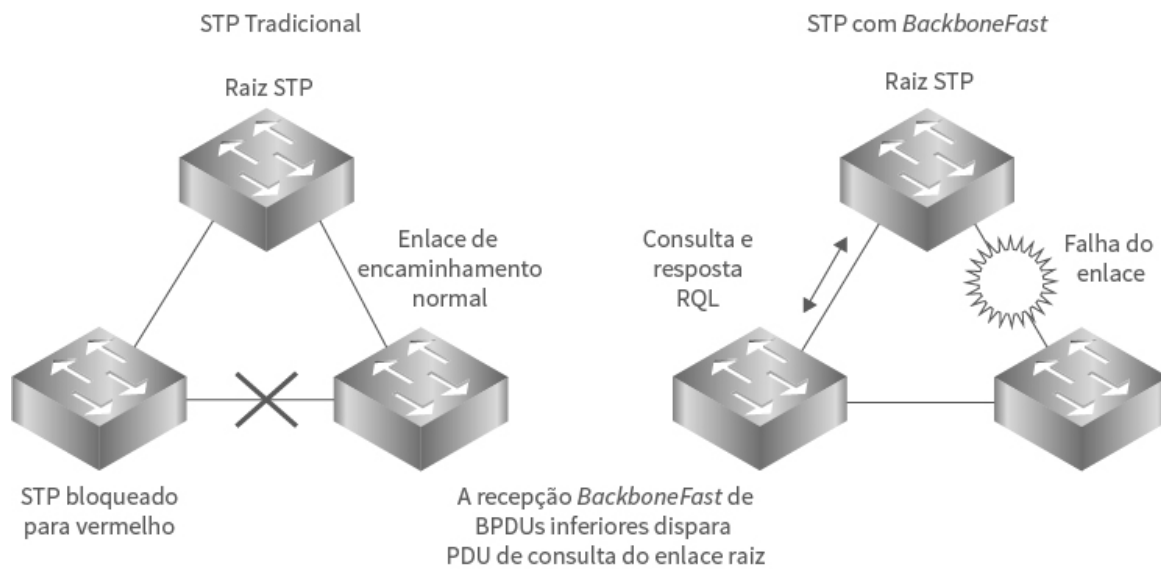 STP Tradicional
Raiz STP
Enlace de
encaminhamento
normal
STP bloqueado
para vermelho
STP com BackboneFast
Raiz STP
Consulta e
resposta
RQL
Falha do
enlace
A recepção BackboneFast de
BPDUs inferiores dispara
PDU de consulta do enlace raiz